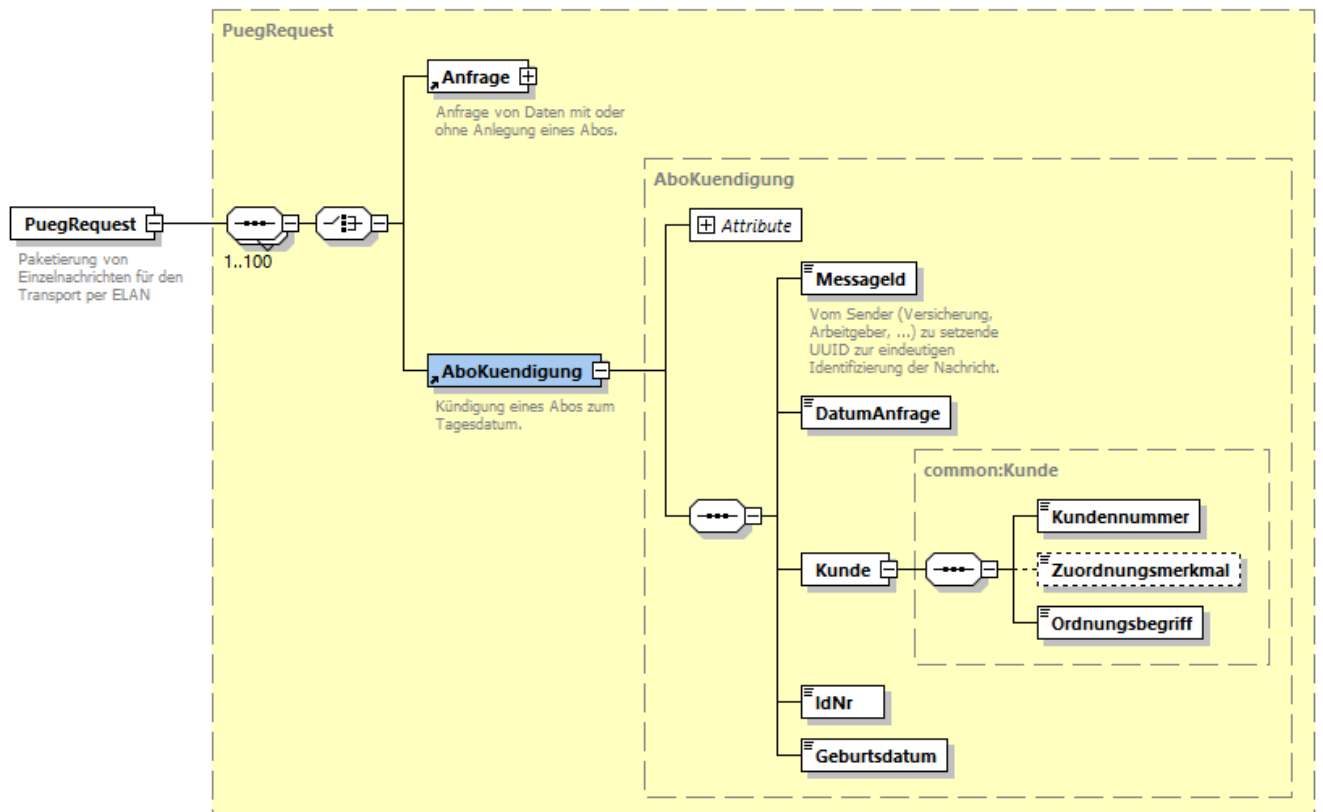 PuegRequest
Anfrage
Anfrage von Daten mit oder
ohne Anlegung eines Abos.
AboKuendigung
Attribute
PuegRequest
Paketierung von
Einzelnachrichten für den
Transport per ELAN
1..100
MessageId
Vom Sender (Versicherung,
Arbeitgeber, ...) zu setzende
UUID zur eindeutigen
Identifizierung der Nachricht.
AboKuendigung
Kündigung eines Abos zum
Tagesdatum.
DatumAnfrage
common:Kunde
Kundennummer
Kunde
Zuordnungsmerkmal
Ordnungsbegriff
IdNr
Geburtsdatum